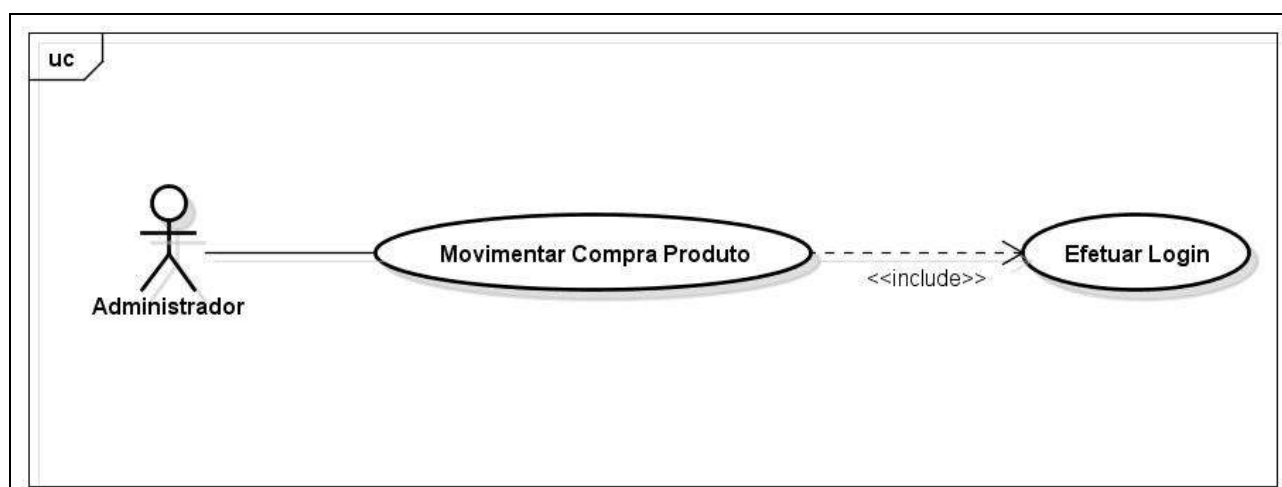 uc
Movimentar Compra Produto
Efetuar Login
<<include>>
Administrador